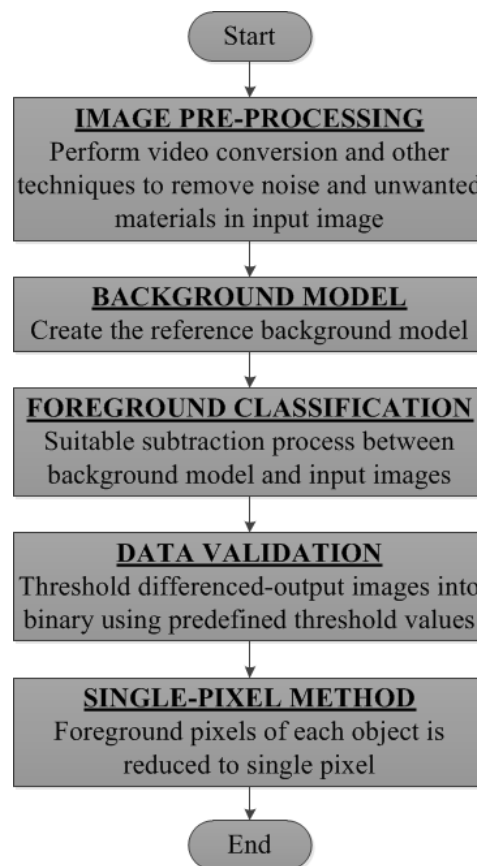 Start
IMAGE PRE-PROCESSING
Perform video conversion and other
techniques to remove noise and unwanted
materials in input image
BACKGROUND MODEL
Create the reference background model
FOREGROUND CLASSIFICATION
Suitable subtraction process between
background model and input images
DATA VALIDATION
Threshold differenced-output images into
binary using predefined threshold values
SINGLE-PIXEL METHOD
Foreground pixels of each object is
reduced to single pixel
End